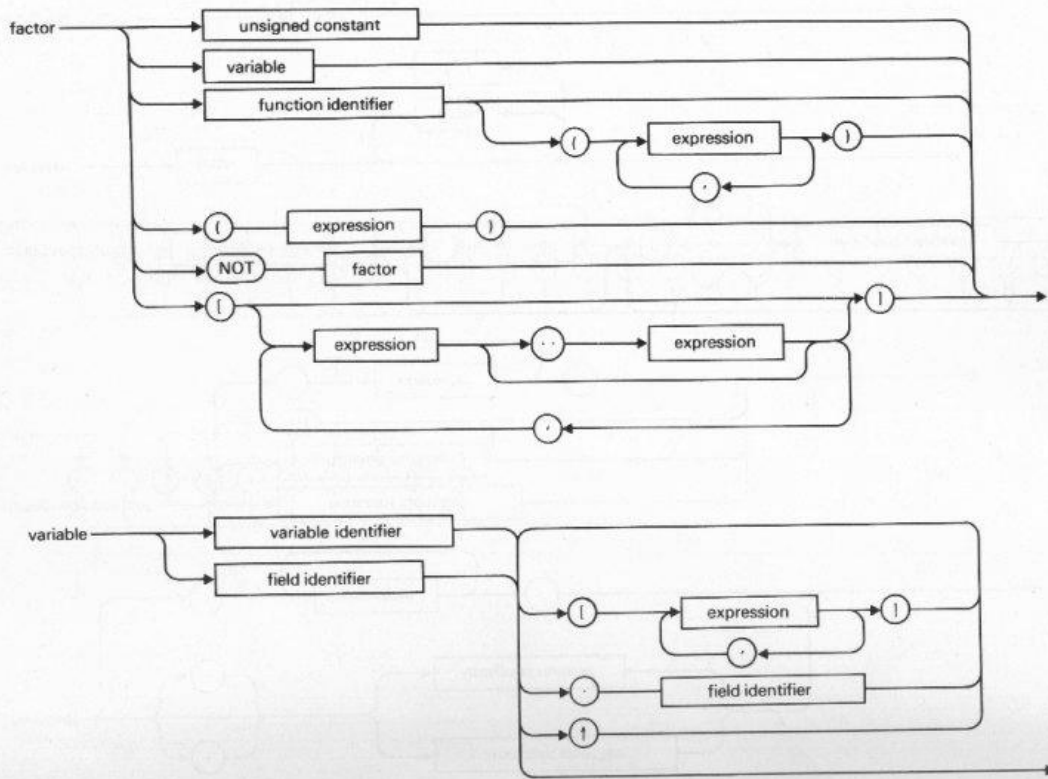 factor
unsigned constant
variable
function identifier
( expression )
,
( expression )
NOT factor
[ ]
expression .. expression
,
variable
variable identifier
field identifier
[ expression ]
,
. field identifier
↑